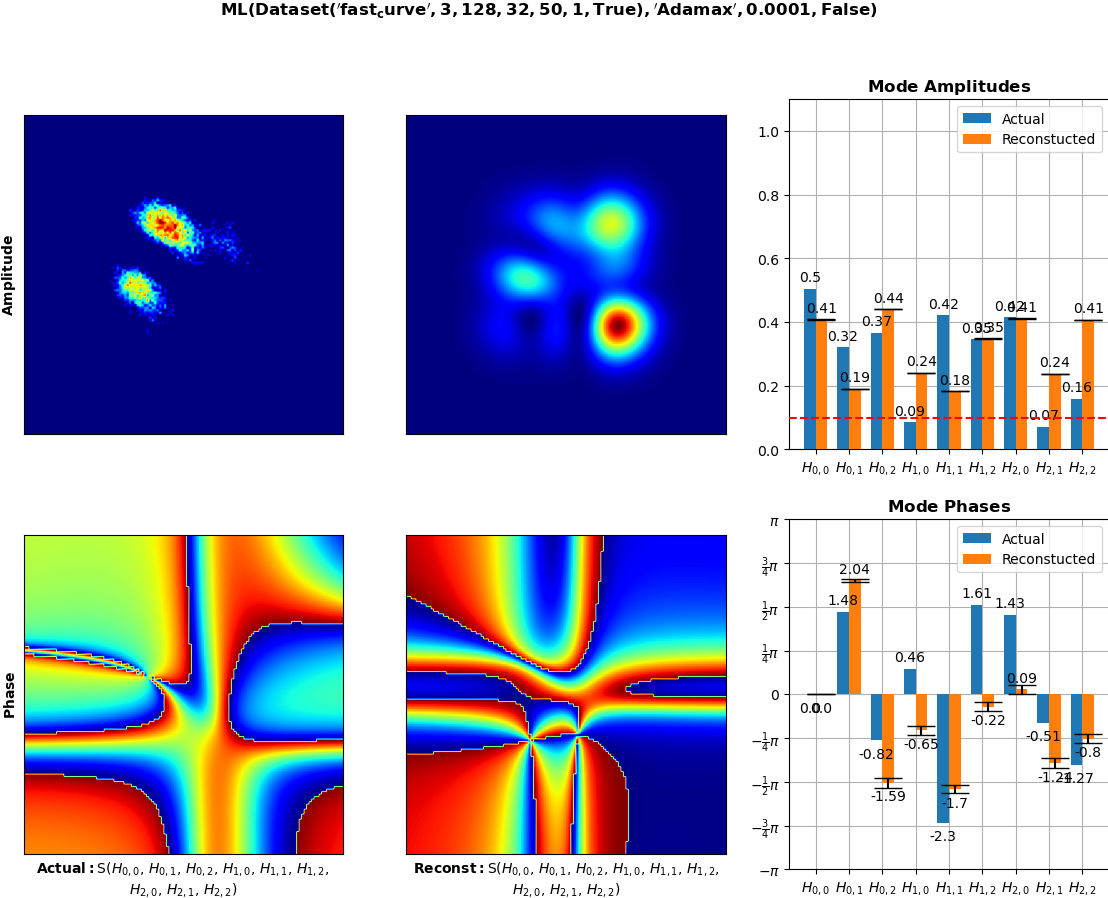 ML(Dataset('fast_curve', 3, 128, 32, 50, 1, True), 'Adamax', 0.0001, False)
Amplitude
Mode Amplitudes
Actual
Reconstucted
1.0
0.8
0.6
0.4
0.2
0.0
0.5 0.41 0.32 0.19 0.37 0.44 0.09 0.24 0.42 0.18 0.35 0.35 0.42 0.41 0.07 0.24 0.16 0.41
H0,0 H0,1 H0,2 H1,0 H1,1 H1,2 H2,0 H2,1 H2,2
Phase
Mode Phases
Actual
Reconstucted
π
3/4π
1/2π
1/4π
0
−1/4π
−1/2π
−3/4π
−π
0.0 0.0 1.48 2.04 -0.82 -1.59 0.46 -0.65 -2.3 -1.7 1.61 -0.22 1.43 0.09 -0.51 -1.24 -1.27 -0.8
H0,0 H0,1 H0,2 H1,0 H1,1 H1,2 H2,0 H2,1 H2,2
Actual: S(H0,0, H0,1, H0,2, H1,0, H1,1, H1,2,
H2,0, H2,1, H2,2)
Reconst: S(H0,0, H0,1, H0,2, H1,0, H1,1, H1,2,
H2,0, H2,1, H2,2)